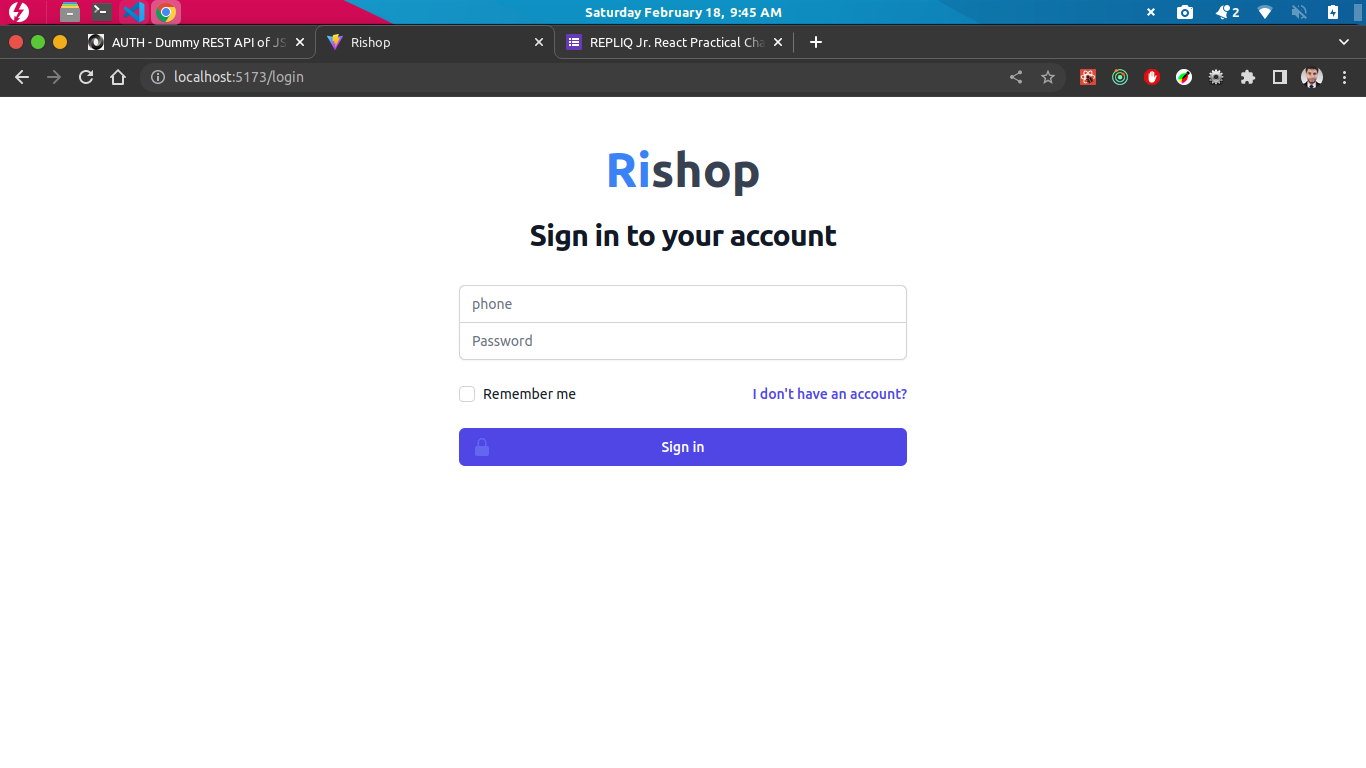 Saturday February 18, 9:45 AM
2
AUTH - Dummy REST API of JS
Rishop
REPLIQ Jr. React Practical Cha
localhost:5173/login
Rishop
Sign in to your account
phone
Password
Remember me
I don't have an account?
Sign in